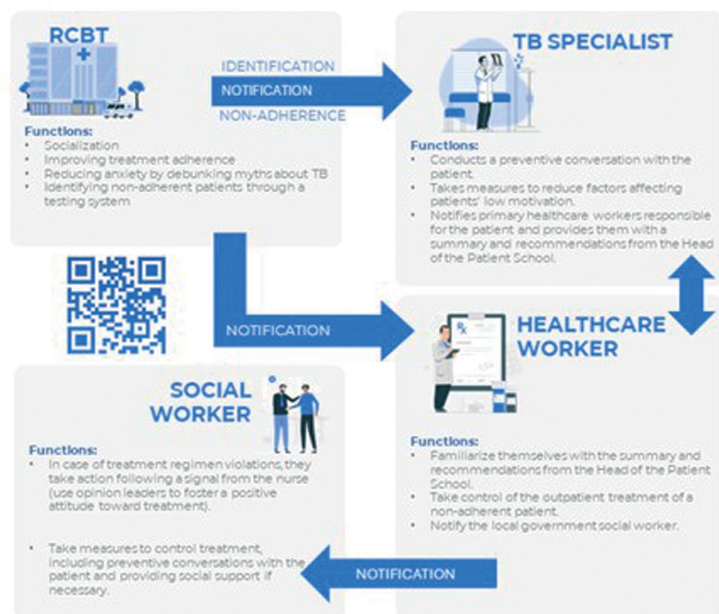 RCBT
Functions:
• Socialization
• Improving treatment adherence
• Reducing anxiety by debunking myths about TB
• Identifying non-adherent patients through a
testing system
IDENTIFICATION
NOTIFICATION
NON-ADHERENCE
TB SPECIALIST
Functions:
• Conducts a preventive conversation with the
patient.
• Takes measures to reduce factors affecting
patients' low motivation.
• Notifies primary healthcare workers responsible
for the patient and provides them with a
summary and recommendations from the Head
of the Patient School.
NOTIFICATION
HEALTHCARE
WORKER
Functions:
• Familiarize themselves with the summary and
recommendations from the Head of the Patient
School.
• Take control of the outpatient treatment of a
non-adherent patient.
• Notify the local government social worker.
NOTIFICATION
SOCIAL
WORKER
Functions:
• In case of treatment regimen violations, they
take action following a signal from the nurse
(use opinion leaders to foster a positive
attitude toward treatment).
• Take measures to control treatment,
including preventive conversations with the
patient and providing social support if
necessary.